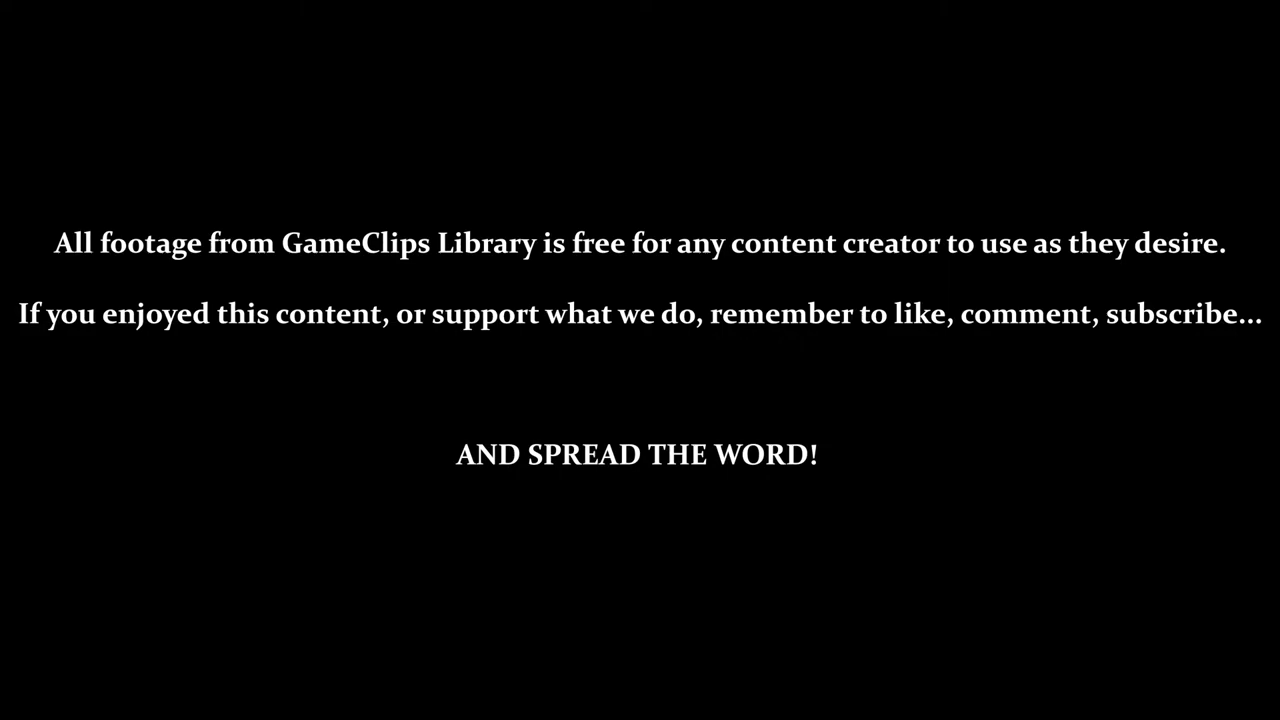 All footage from GameClips Library is free for any content creator to use as they desire.
If you enjoyed this content, or support what we do, remember to like, comment, subscribe...
AND SPREAD THE WORD!